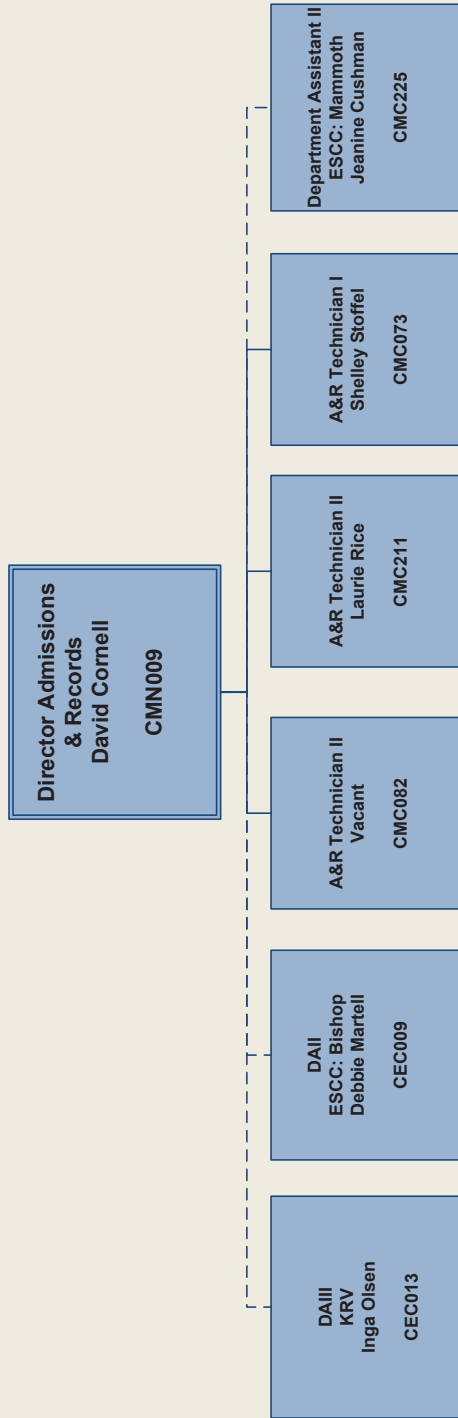 Director Admissions
& Records
David Cornell
CMN009
DAIII
KRV
Inga Olsen
CEC013
DAII
ESCC: Bishop
Debbie Martell
CEC009
A&R Technician II
Vacant
CMC082
A&R Technician II
Laurie Rice
CMC211
A&R Technician I
Shelley Stoffel
CMC073
Department Assistant II
ESCC: Mammoth
Jeanine Cushman
CMC225